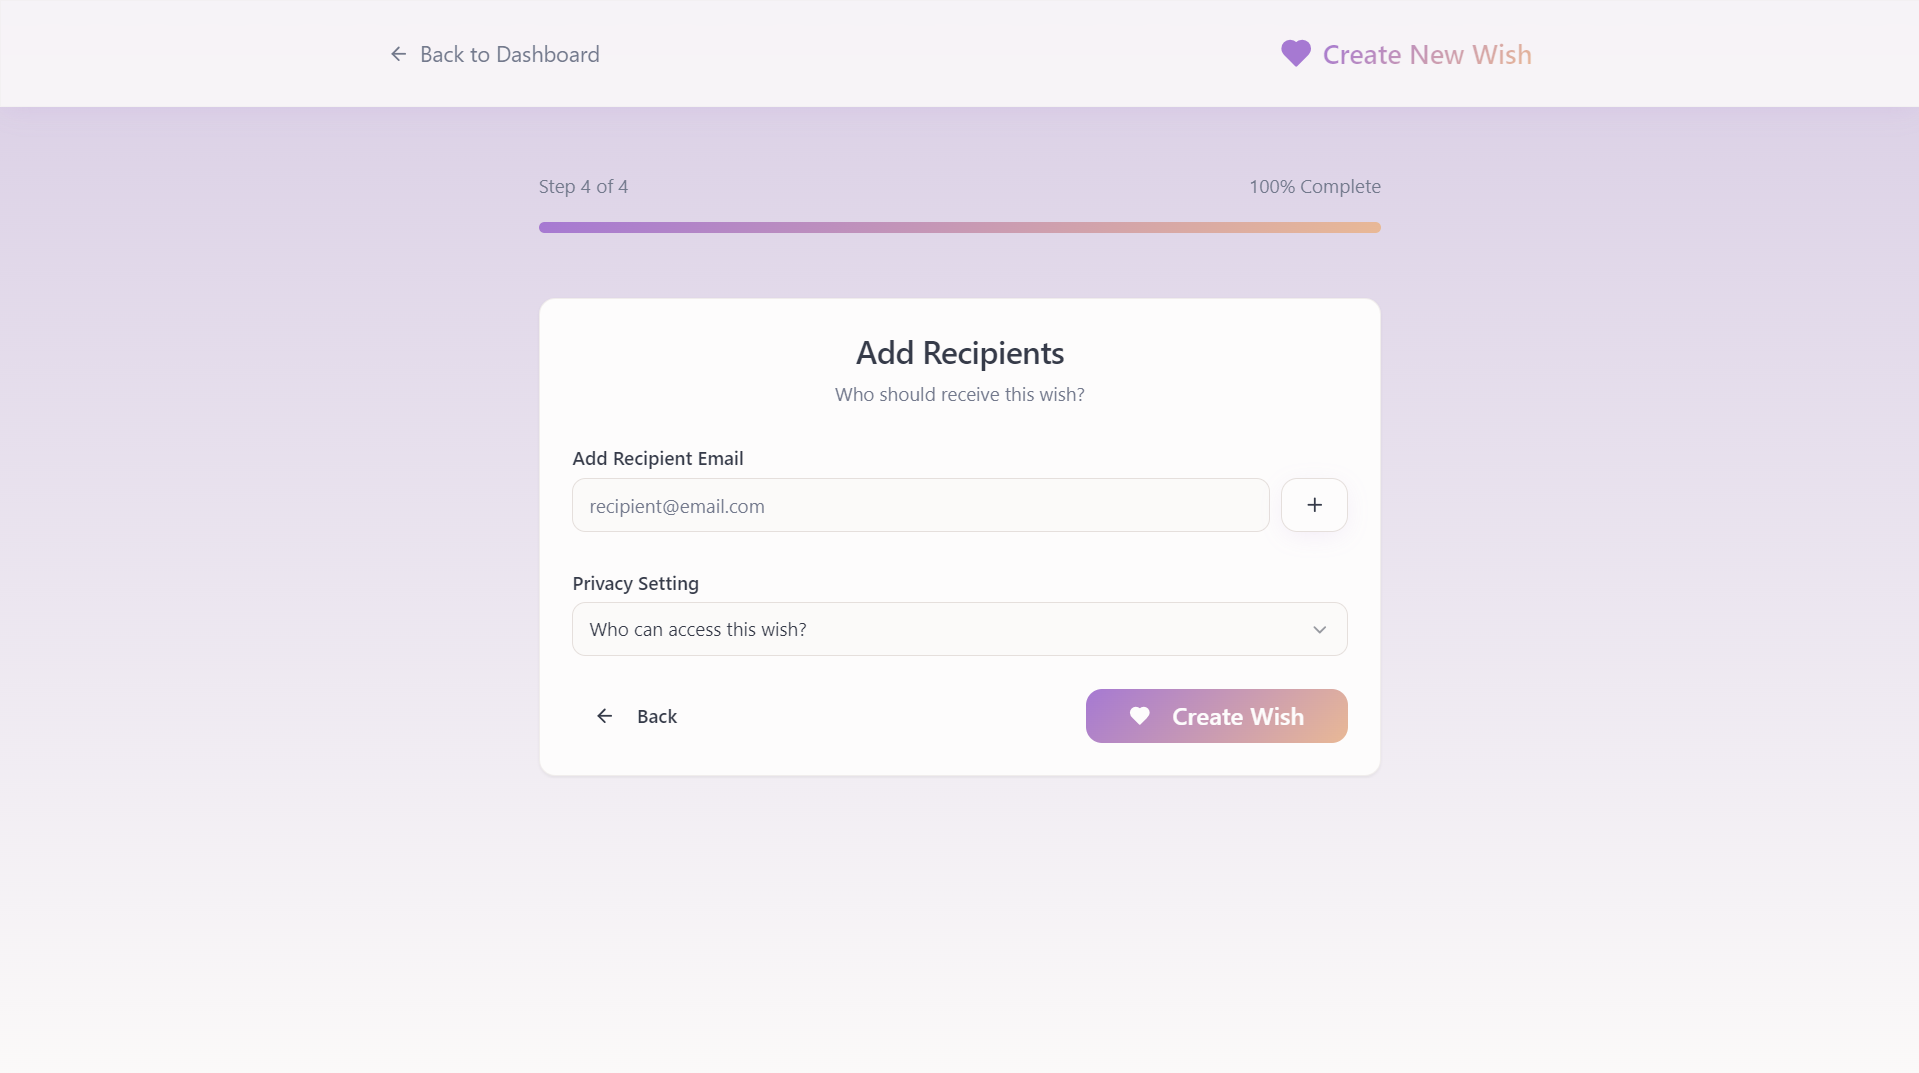 Back to Dashboard
Create New Wish
Step 4 of 4
100% Complete
Add Recipients
Who should receive this wish?
Add Recipient Email
recipient@email.com
Privacy Setting
Who can access this wish?
Back
Create Wish